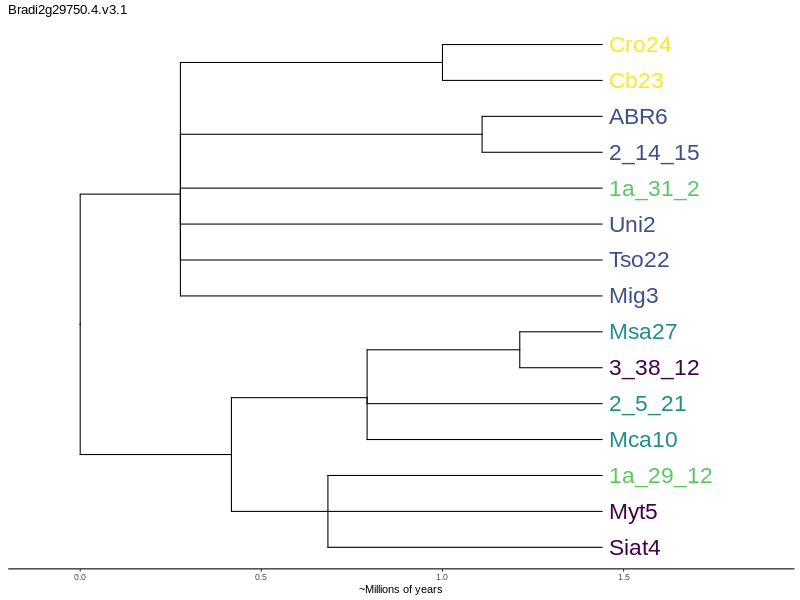 Bradi2g29750.4.v3.1
Cro24
Cb23
ABR6
2_14_15
1a_31_2
Uni2
Tso22
Mig3
Msa27
3_38_12
2_5_21
Mca10
1a_29_12
Myt5
Siat4
0.0 0.5 1.0 1.5
~Millions of years